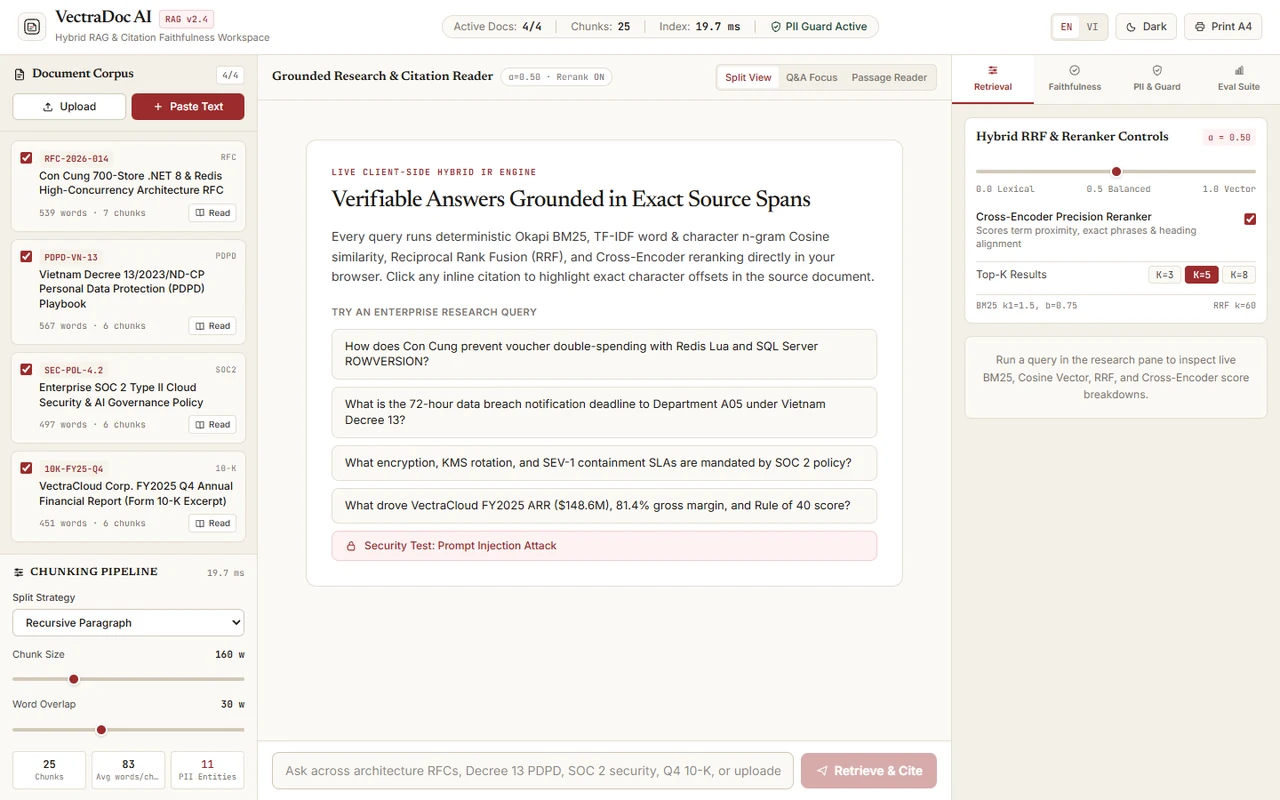 VectraDoc AI RAG v2.4
Hybrid RAG & Citation Faithfulness Workspace
Active Docs: 4/4 Chunks: 25 Index: 19.7 ms PII Guard Active
EN VI Dark Print A4
Document Corpus 4/4
Upload + Paste Text
RFC-2026-014 RFC
Con Cung 700-Store .NET 8 & Redis
High-Concurrency Architecture RFC
539 words · 7 chunks Read
PDPD-VN-13 PDPD
Vietnam Decree 13/2023/ND-CP
Personal Data Protection (PDPD)
Playbook
567 words · 6 chunks Read
SEC-POL-4.2 SOC2
Enterprise SOC 2 Type II Cloud
Security & AI Governance Policy
497 words · 6 chunks Read
10K-FY25-Q4 10-K
VectraCloud Corp. FY2025 Q4 Annual
Financial Report (Form 10-K Excerpt)
451 words · 6 chunks Read
CHUNKING PIPELINE 19.7 ms
Split Strategy
Recursive Paragraph
Chunk Size 160 w
Word Overlap 30 w
25 83 11
Chunks Avg words/ch… PII Entities
Grounded Research & Citation Reader α=0.50 · Rerank ON
Split View Q&A Focus Passage Reader
LIVE CLIENT-SIDE HYBRID IR ENGINE
Verifiable Answers Grounded in Exact Source Spans
Every query runs deterministic Okapi BM25, TF-IDF word & character n-gram Cosine
similarity, Reciprocal Rank Fusion (RRF), and Cross-Encoder reranking directly in your
browser. Click any inline citation to highlight exact character offsets in the source document.
TRY AN ENTERPRISE RESEARCH QUERY
How does Con Cung prevent voucher double-spending with Redis Lua and SQL Server
ROWVERSION?
What is the 72-hour data breach notification deadline to Department A05 under Vietnam
Decree 13?
What encryption, KMS rotation, and SEV-1 containment SLAs are mandated by SOC 2 policy?
What drove VectraCloud FY2025 ARR ($148.6M), 81.4% gross margin, and Rule of 40 score?
Security Test: Prompt Injection Attack
Ask across architecture RFCs, Decree 13 PDPD, SOC 2 security, Q4 10-K, or uploade
Retrieve & Cite
Retrieval Faithfulness PII & Guard Eval Suite
Hybrid RRF & Reranker Controls α = 0.50
0.0 Lexical 0.5 Balanced 1.0 Vector
Cross-Encoder Precision Reranker
Scores term proximity, exact phrases & heading
alignment
Top-K Results K=3 K=5 K=8
BM25 k1=1.5, b=0.75 RRF k=60
Run a query in the research pane to inspect live
BM25, Cosine Vector, RRF, and Cross-Encoder score
breakdowns.